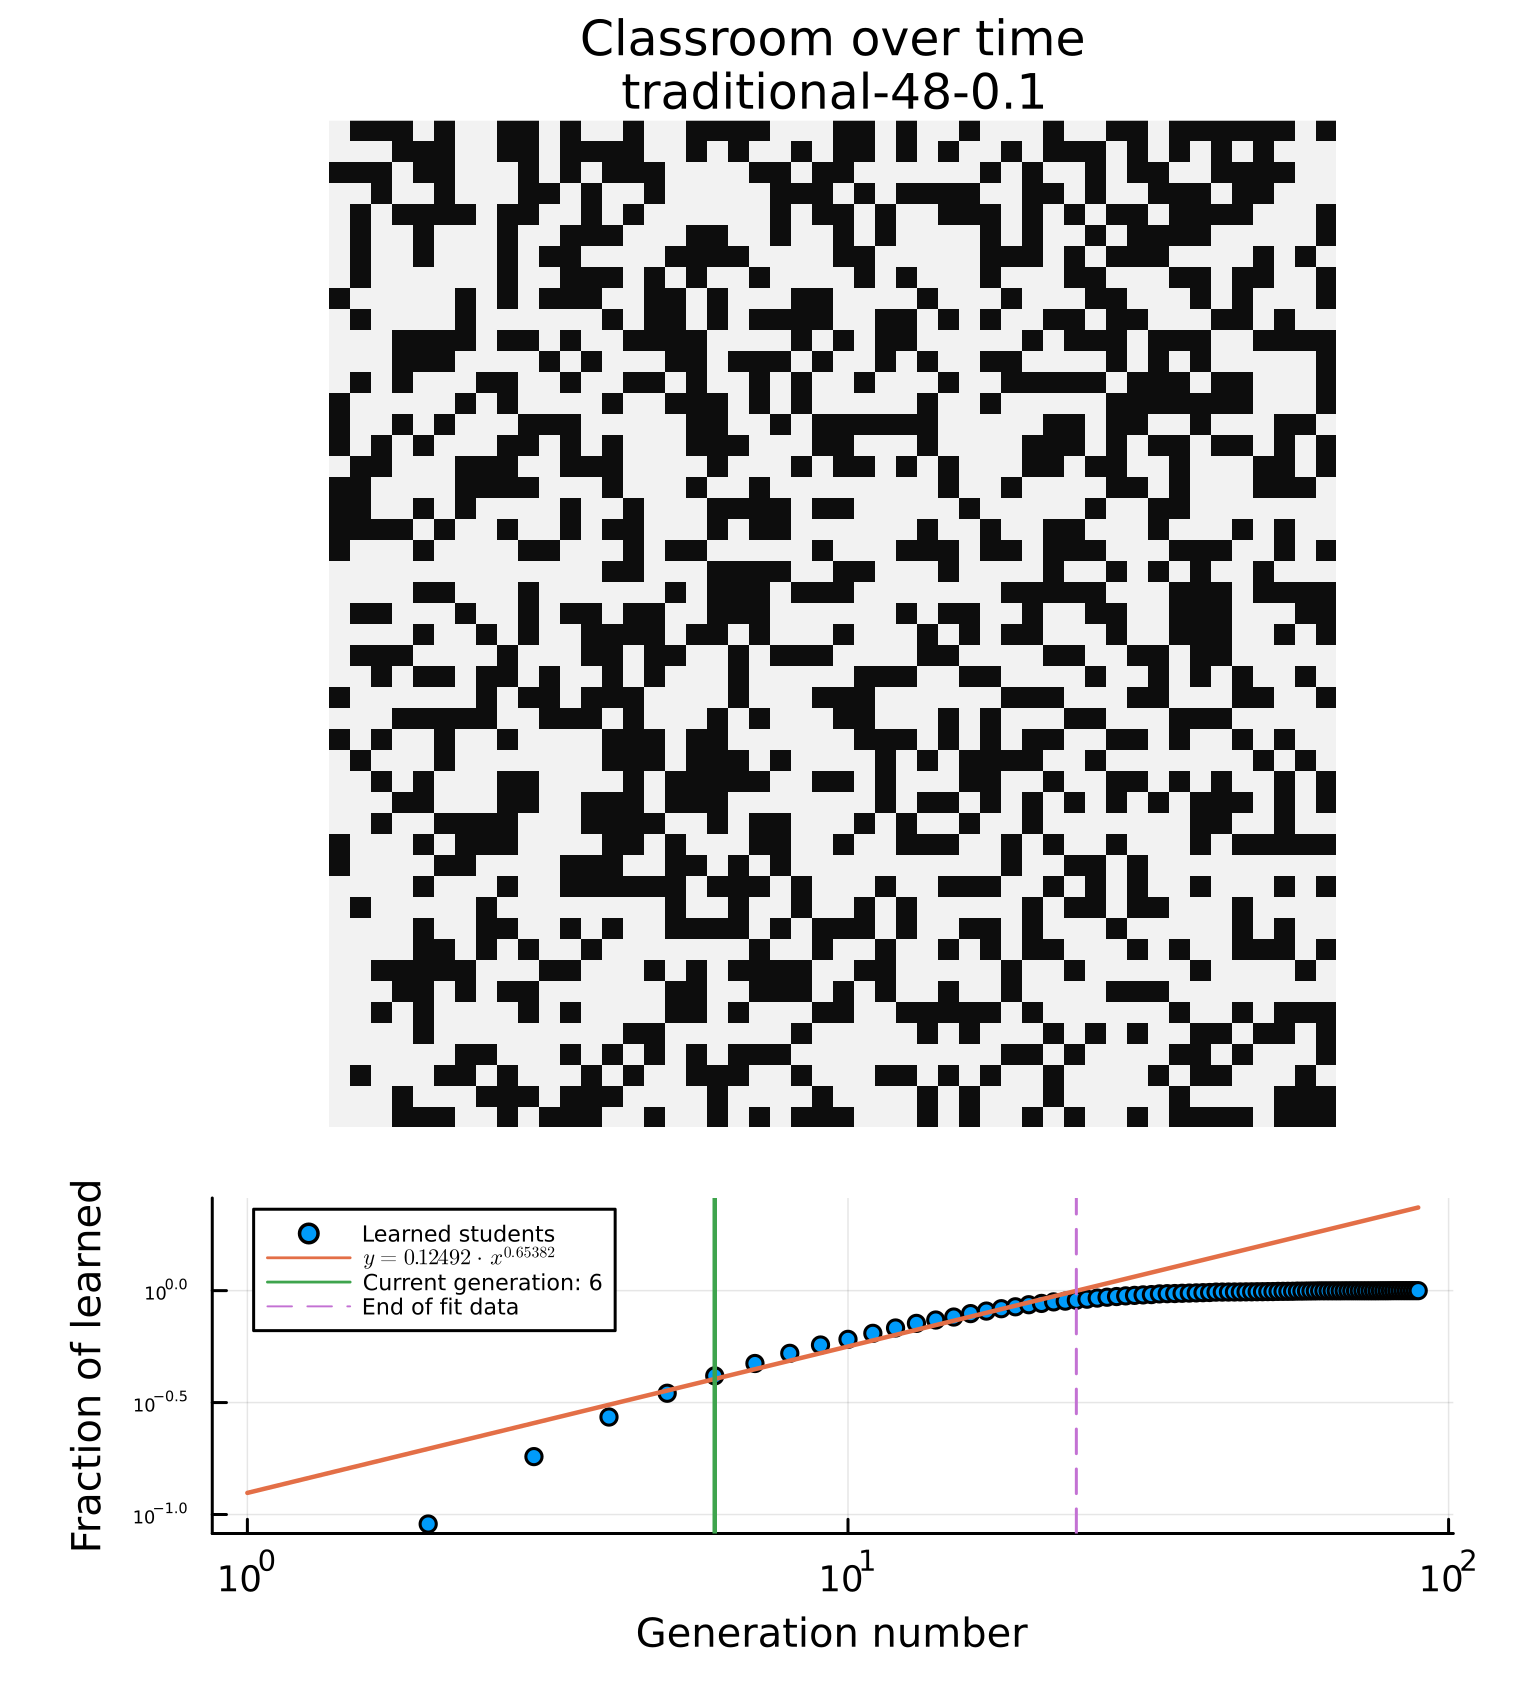 Classroom over time
traditional-48-0.1
Fraction of learned
Learned students
y = 0.12492 · x^0.65382
Current generation: 6
End of fit data
10^0.0
10^−0.5
10^−1.0
10^0
10^1
10^2
Generation number